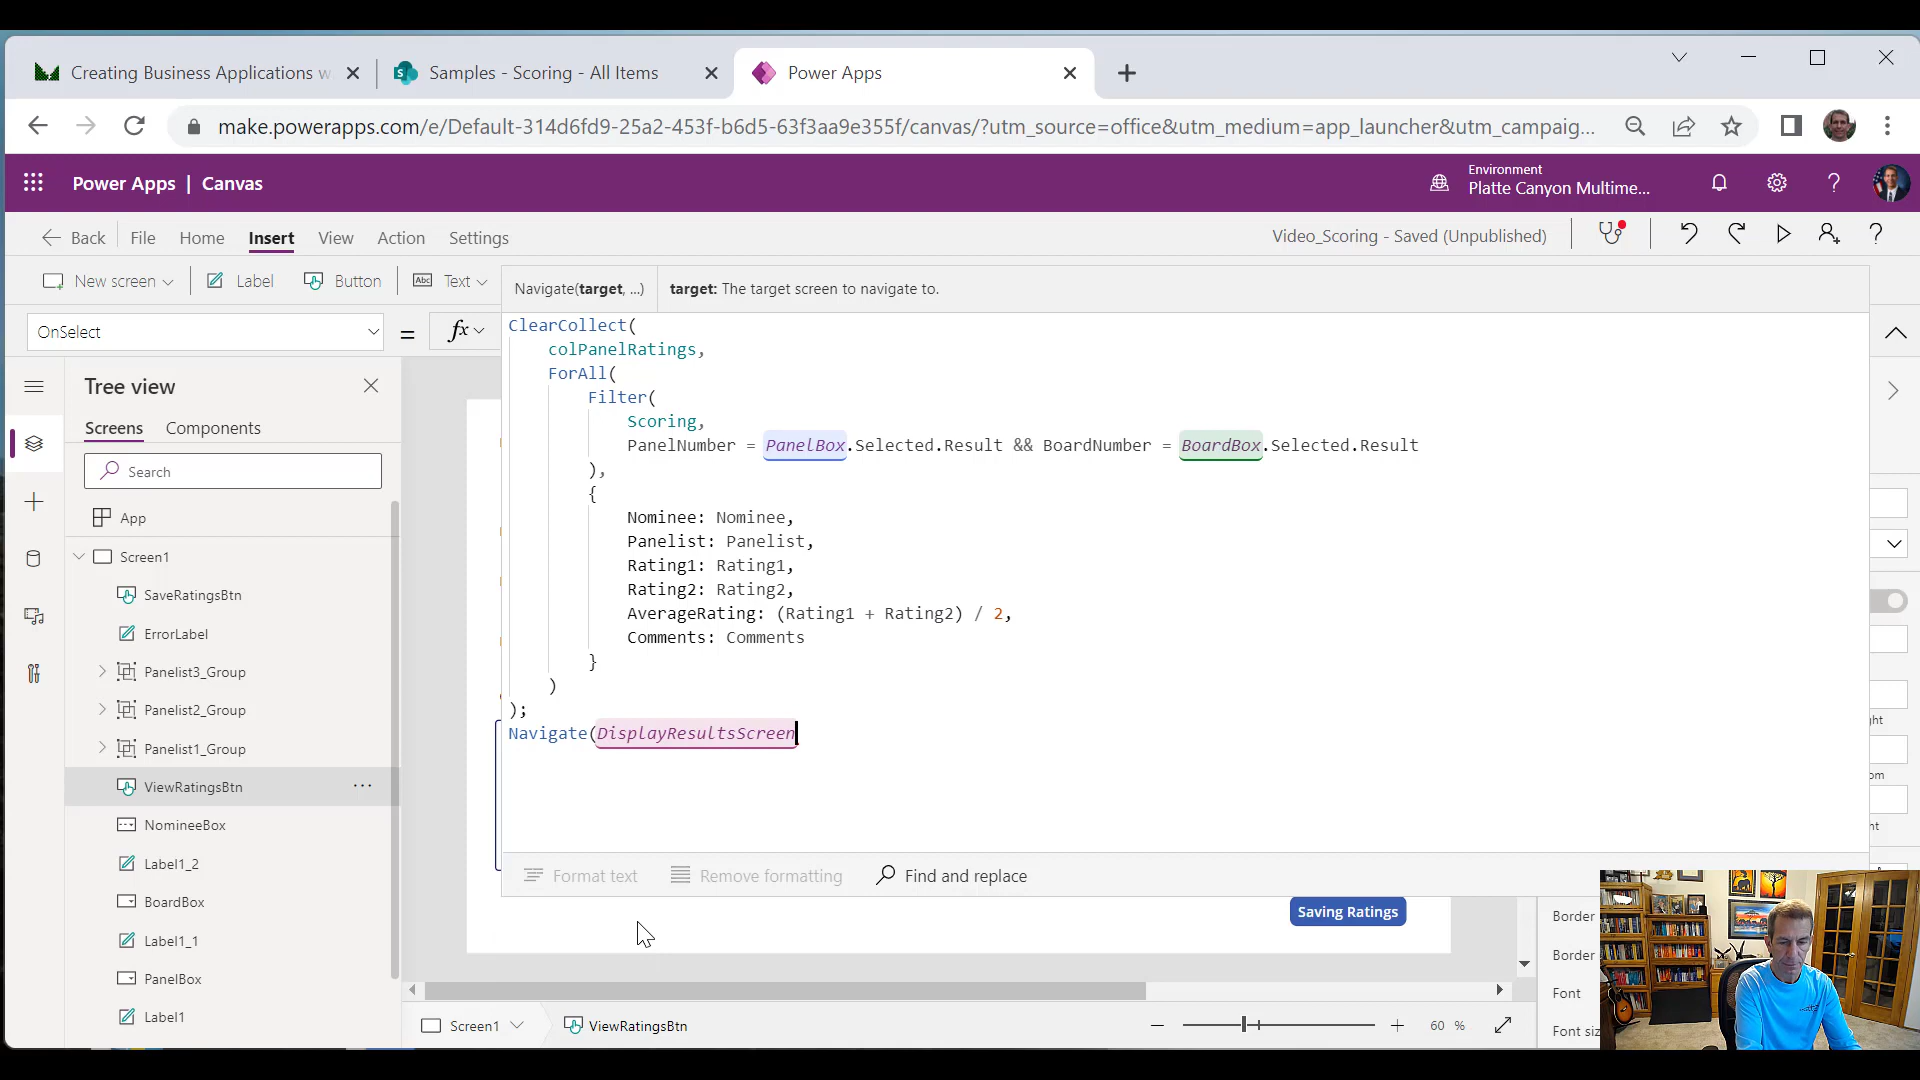 Creating Business Applications w
Samples - Scoring - All Items
Power Apps
make.powerapps.com/e/Default-314d6fd9-25a2-453f-b6d5-63f3aa9e355f/canvas/?utm_source=office&utm_medium=app_launcher&utm_campaig...
Power Apps | Canvas
Environment
Platte Canyon Multime...
Back
File
Home
Insert
View
Action
Settings
Video_Scoring - Saved (Unpublished)
New screen
Label
Button
Abc Text
Navigate(target, ...)
target: The target screen to navigate to.
OnSelect
=
fx
ClearCollect(
colPanelRatings,
ForAll(
Filter(
Scoring,
PanelNumber = PanelBox.Selected.Result && BoardNumber = BoardBox.Selected.Result
),
{
Nominee: Nominee,
Panelist: Panelist,
Rating1: Rating1,
Rating2: Rating2,
AverageRating: (Rating1 + Rating2) / 2,
Comments: Comments
}
)
);
Navigate(DisplayResultsScreen
Tree view
Screens
Components
Search
App
Screen1
SaveRatingsBtn
ErrorLabel
Panelist3_Group
Panelist2_Group
Panelist1_Group
ViewRatingsBtn
NomineeBox
Label1_2
BoardBox
Label1_1
PanelBox
Label1
Format text
Remove formatting
Find and replace
Saving Ratings
Screen1
ViewRatingsBtn
60 %
Border
Border
Font